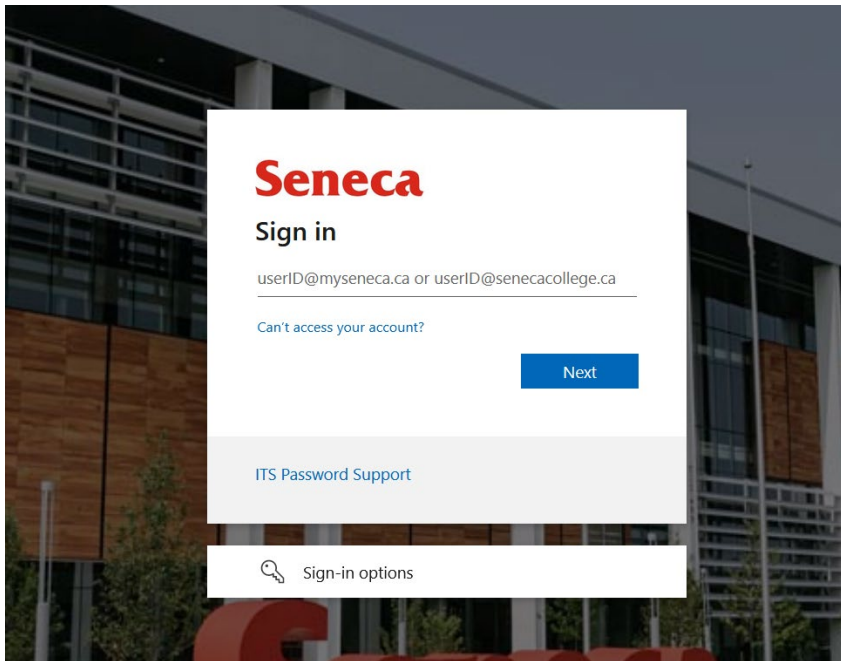 Seneca
Sign in
userID@myseneca.ca or userID@senecacollege.ca
Can't access your account?
Next
ITS Password Support
Sign-in options